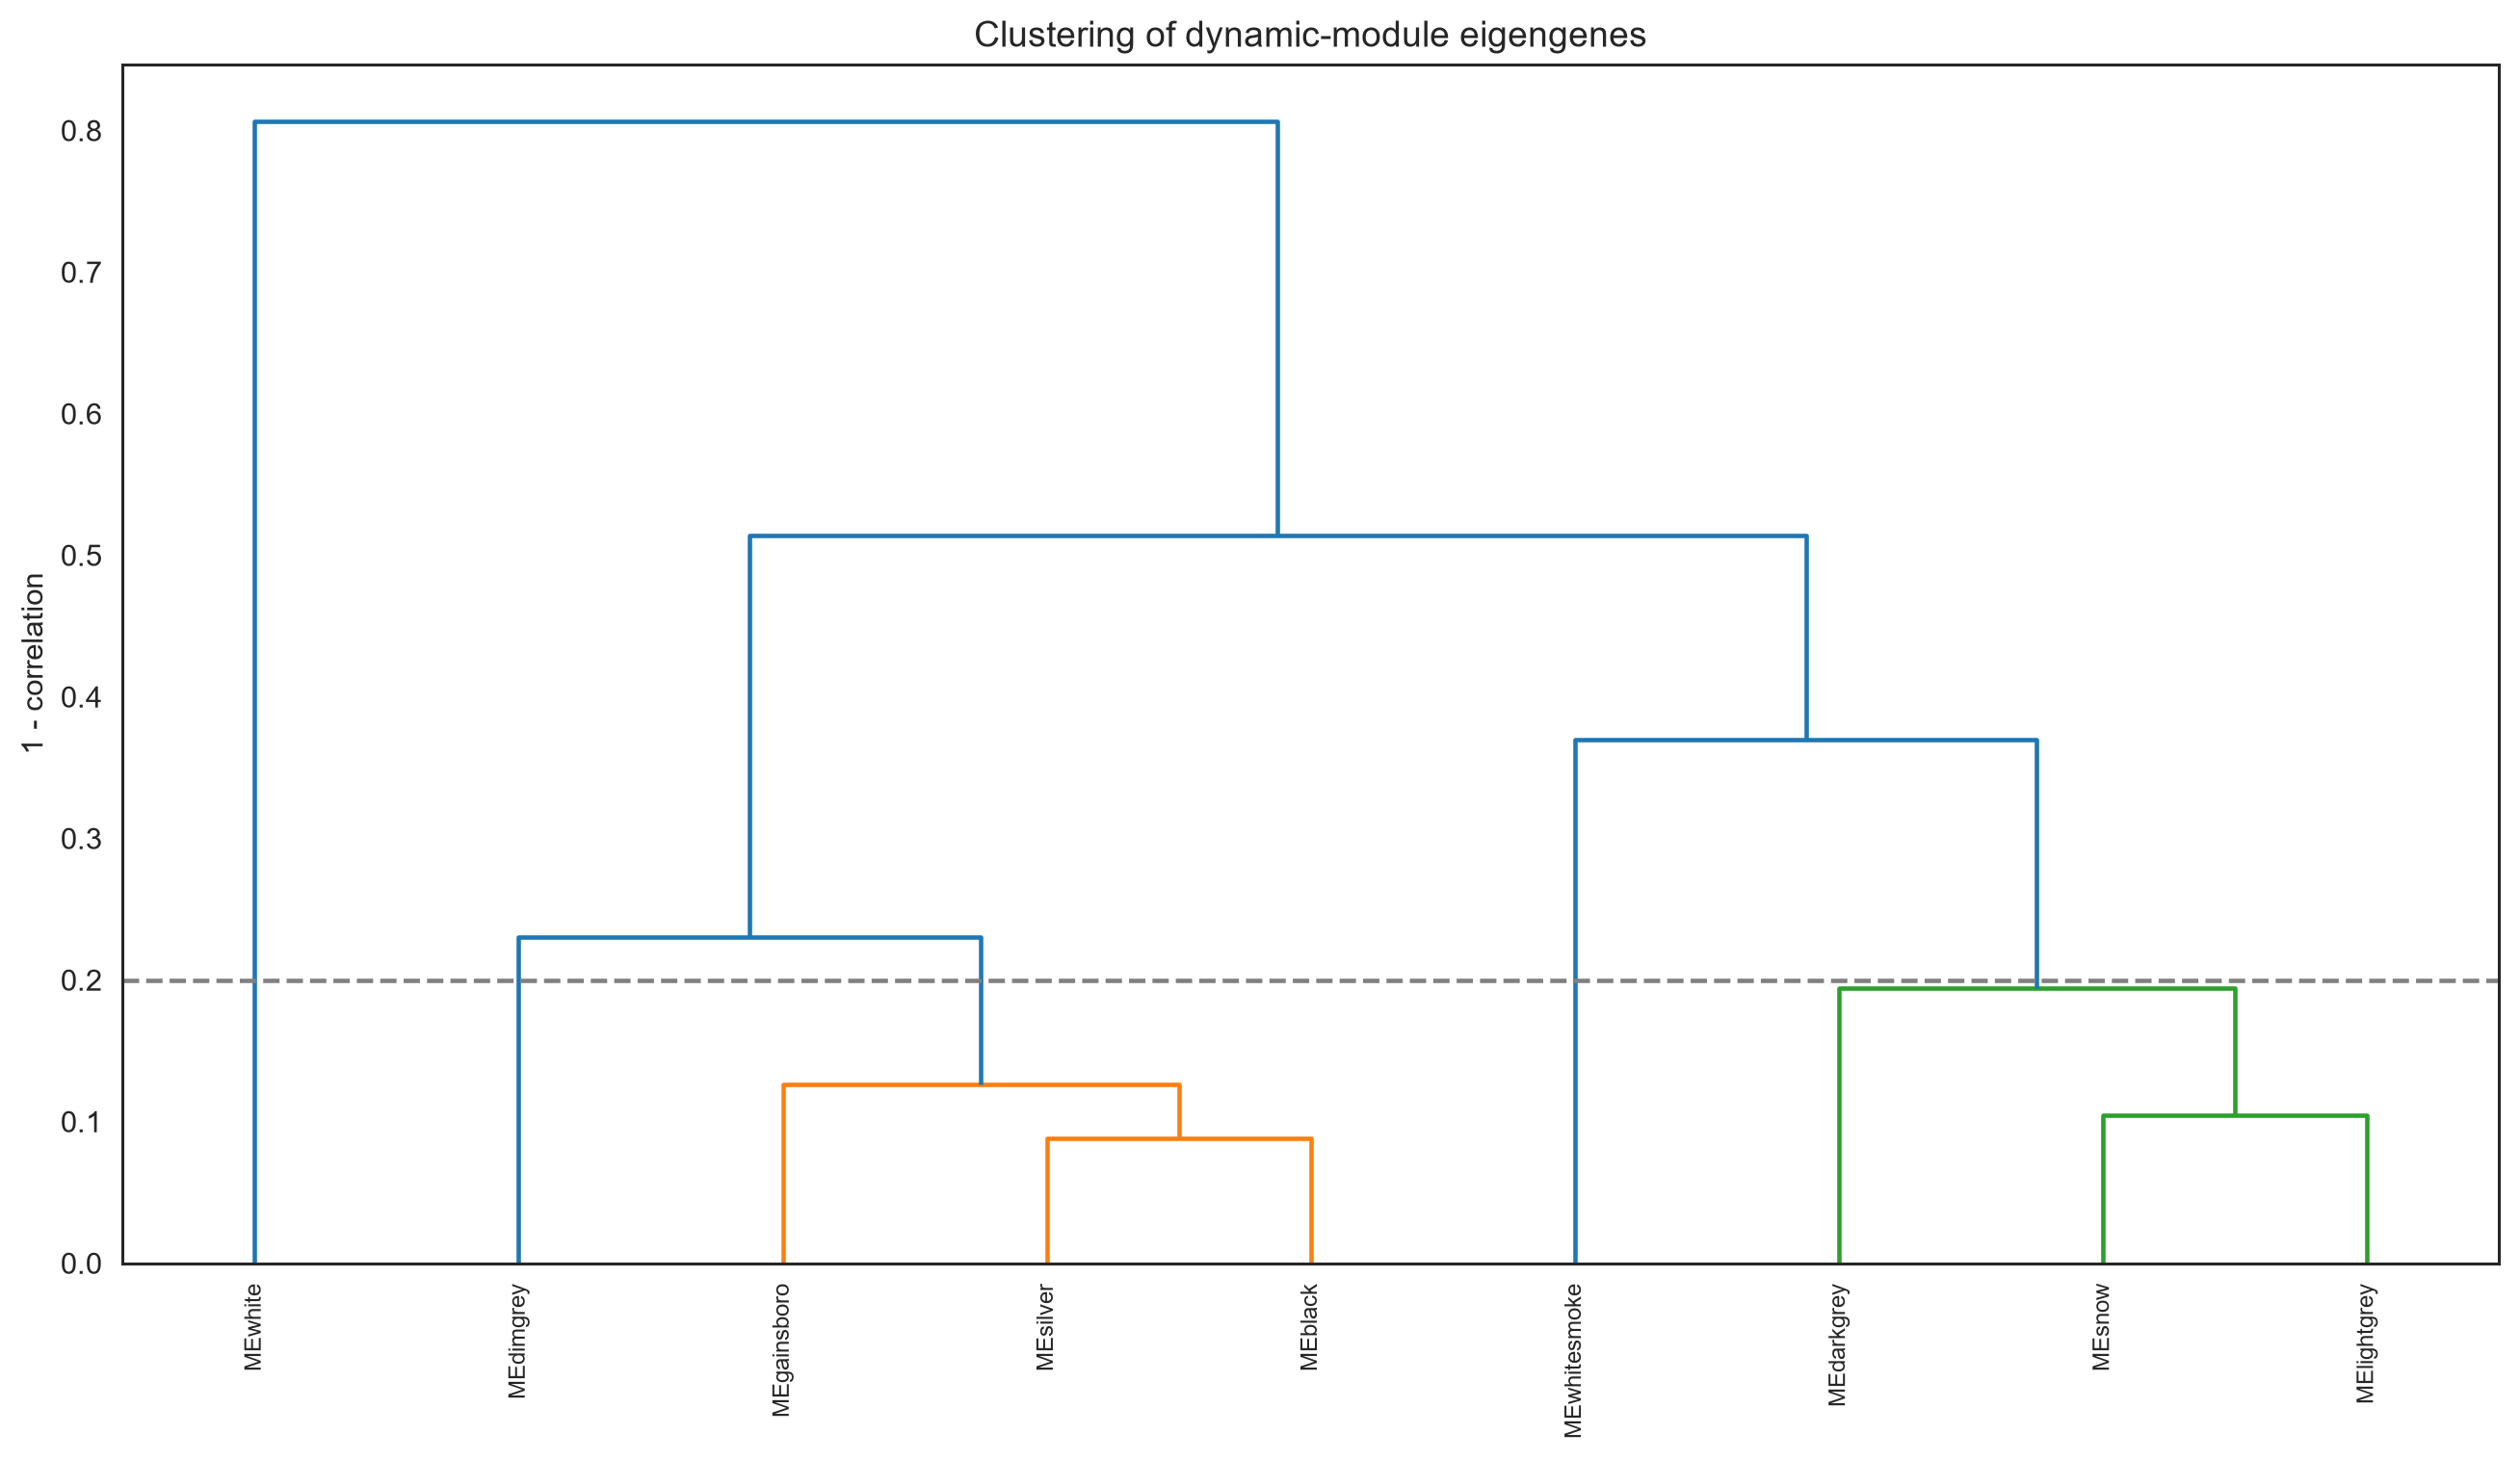 Clustering of dynamic-module eigengenes
1 - correlation
0.8
0.7
0.6
0.5
0.4
0.3
0.2
0.1
0.0
MEwhite
MEdimgrey
MEgainsboro
MEsilver
MEblack
MEwhitesmoke
MEdarkgrey
MEsnow
MElightgrey